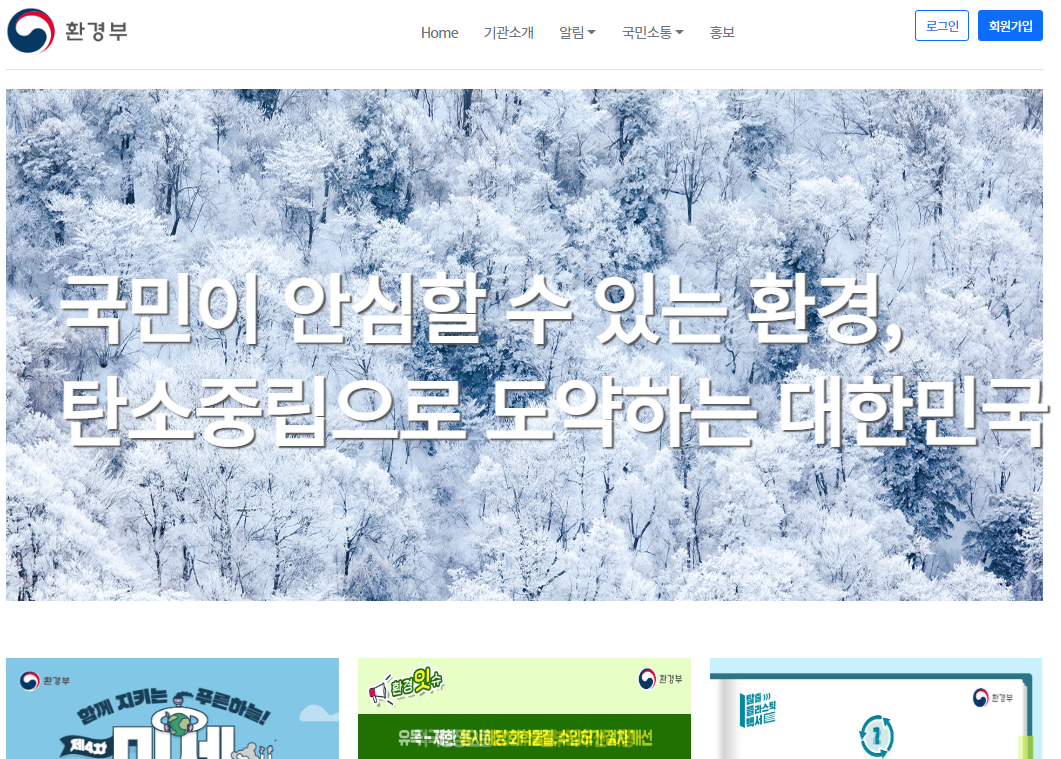 환경부
Home 기관소개 알림 국민소통 홍보
로그인 회원가입
국민이 안심할 수 있는 환경,
탄소중립으로 도약하는 대한민국
환경부
함께 지키는 푸른하늘!
제4차
환경잇슈
환경부
환경부
탈출
플라스틱
백서
1